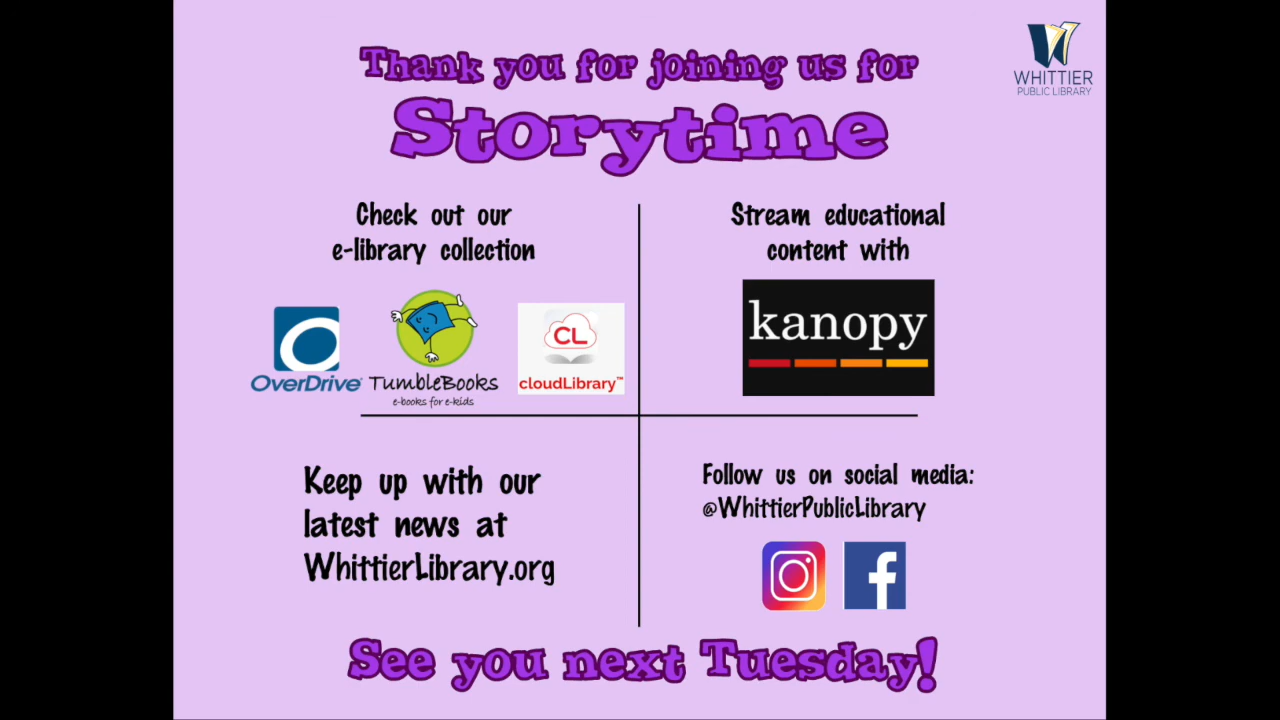 Thank you for joining us for
Storytime
WHITTIER
PUBLIC LIBRARY
Check out our
e-library collection
OverDrive®
TumbleBooks
e-books for e-kids
CL
cloudLibrary™
Stream educational
content with
kanopy
Keep up with our
latest news at
WhittierLibrary.org
Follow us on social media:
@WhittierPublicLibrary
f
See you next Tuesday!